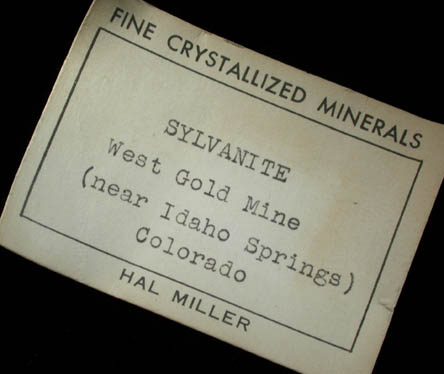 FINE CRYSTALLIZED MINERALS
SYLVANITE
West Gold Mine
(near Idaho Springs)
Colorado
HAL MILLER